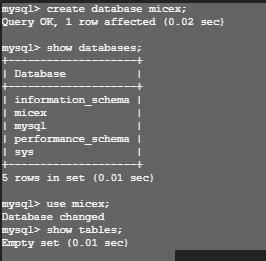 mysql> create database micex;
Query OK, 1 row affected (0.02 sec)
mysql> show databases;
+--------------------+
| Database           |
+--------------------+
| information_schema |
| micex              |
| mysql              |
| performance_schema |
| sys                |
+--------------------+
5 rows in set (0.01 sec)
mysql> use micex;
Database changed
mysql> show tables;
Empty set (0.01 sec)